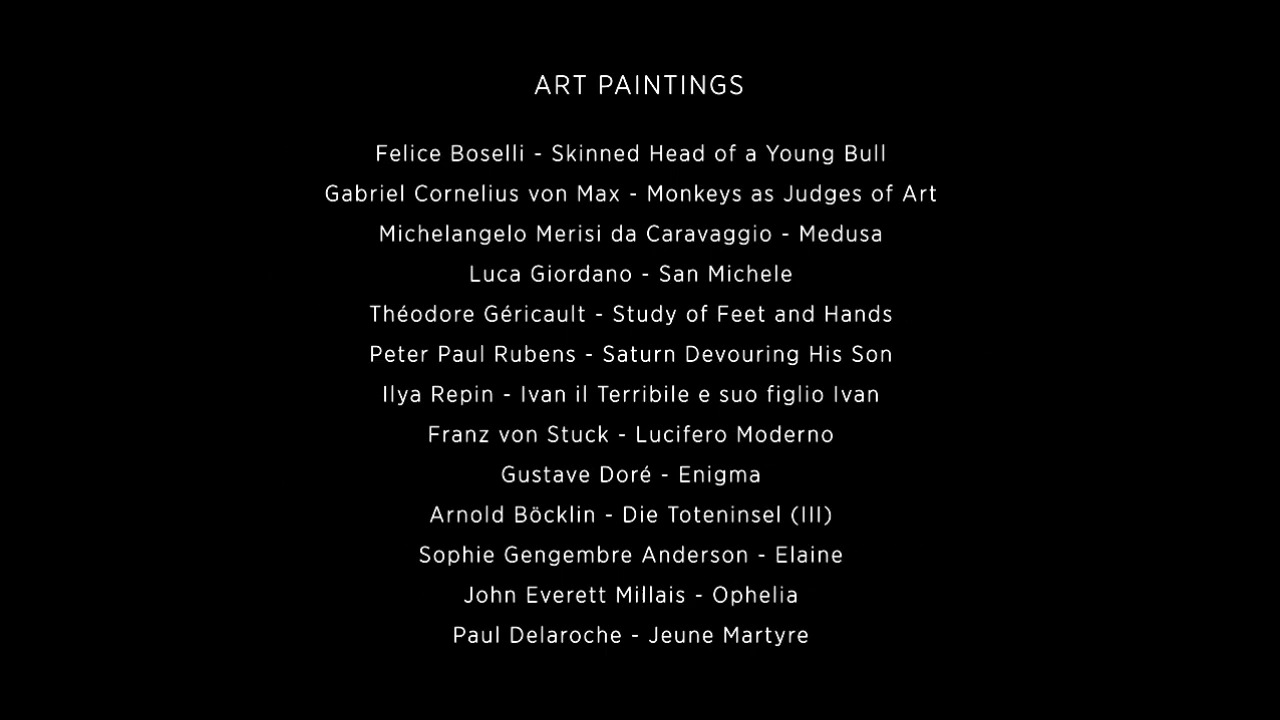 ART PAINTINGS
Felice Boselli - Skinned Head of a Young Bull
Gabriel Cornelius von Max - Monkeys as Judges of Art
Michelangelo Merisi da Caravaggio - Medusa
Luca Giordano - San Michele
Théodore Géricault - Study of Feet and Hands
Peter Paul Rubens - Saturn Devouring His Son
Ilya Repin - Ivan il Terribile e suo figlio Ivan
Franz von Stuck - Lucifero Moderno
Gustave Doré - Enigma
Arnold Böcklin - Die Toteninsel (III)
Sophie Gengembre Anderson - Elaine
John Everett Millais - Ophelia
Paul Delaroche - Jeune Martyre